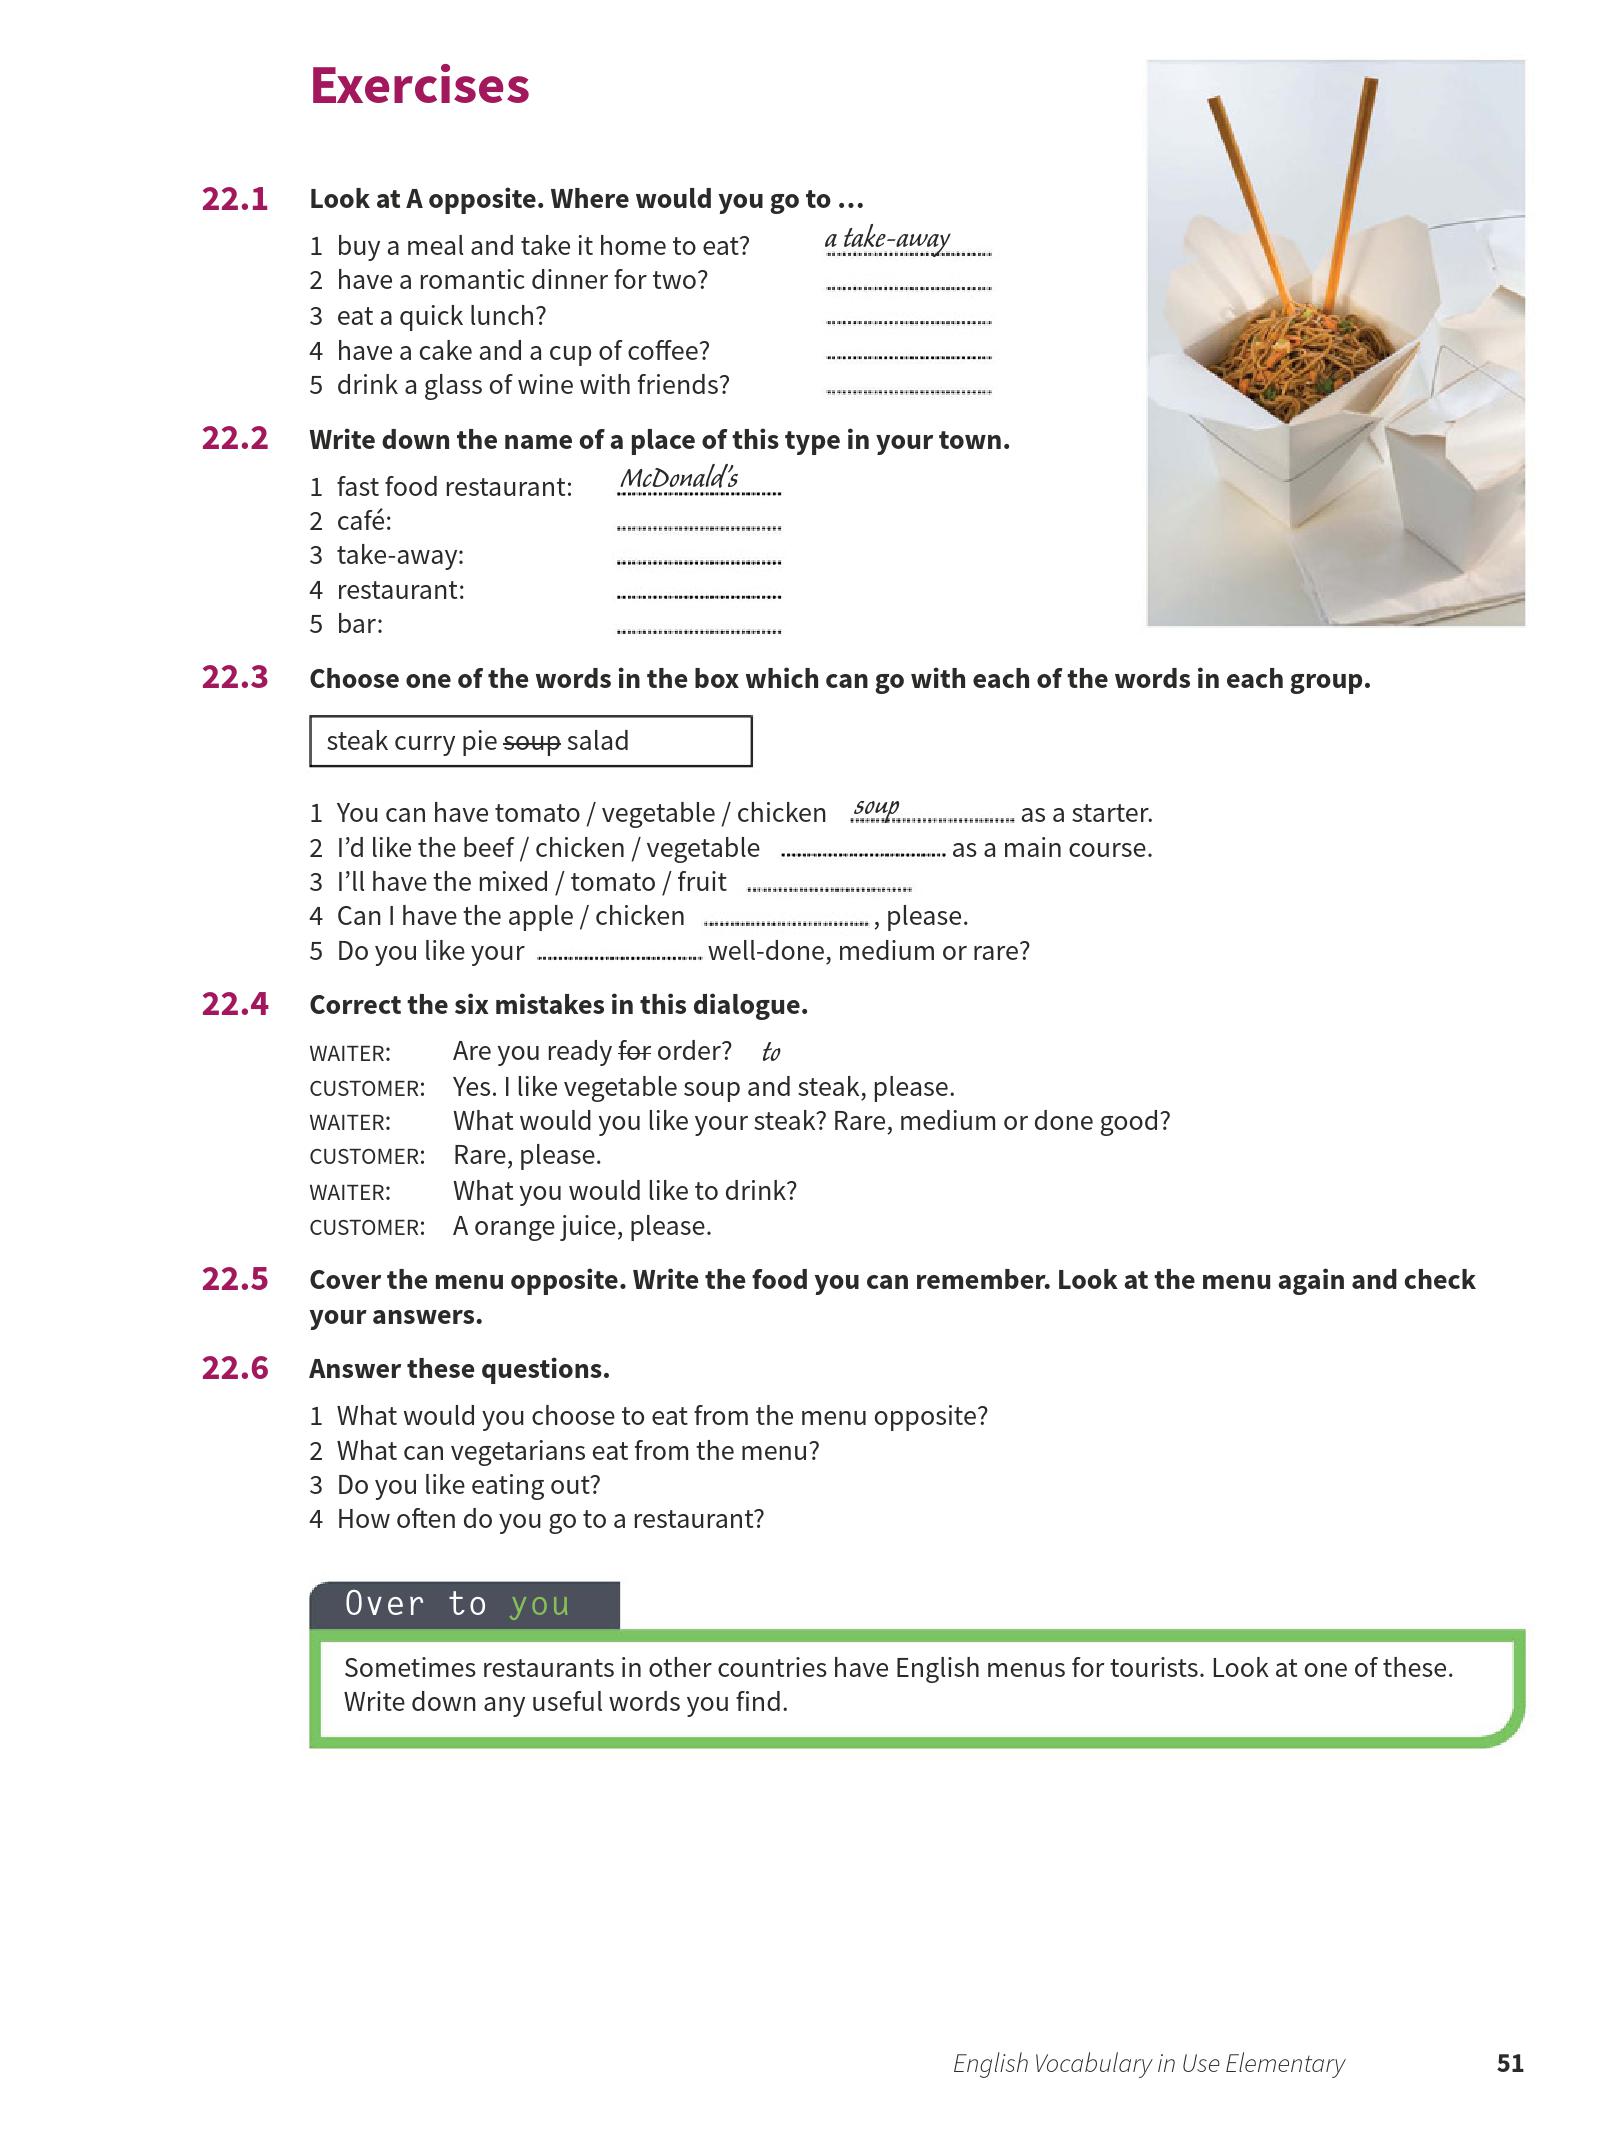 Exercises
22.1 Look at A opposite. Where would you go to …
1 buy a meal and take it home to eat? a take-away
2 have a romantic dinner for two?
3 eat a quick lunch?
4 have a cake and a cup of coffee?
5 drink a glass of wine with friends?
22.2 Write down the name of a place of this type in your town.
1 fast food restaurant: McDonald's
2 café:
3 take-away:
4 restaurant:
5 bar:
22.3 Choose one of the words in the box which can go with each of the words in each group.
steak curry pie soup salad
1 You can have tomato / vegetable / chicken soup as a starter.
2 I'd like the beef / chicken / vegetable as a main course.
3 I'll have the mixed / tomato / fruit
4 Can I have the apple / chicken , please.
5 Do you like your well-done, medium or rare?
22.4 Correct the six mistakes in this dialogue.
WAITER: Are you ready for order? to
CUSTOMER: Yes. I like vegetable soup and steak, please.
WAITER: What would you like your steak? Rare, medium or done good?
CUSTOMER: Rare, please.
WAITER: What you would like to drink?
CUSTOMER: A orange juice, please.
22.5 Cover the menu opposite. Write the food you can remember. Look at the menu again and check
your answers.
22.6 Answer these questions.
1 What would you choose to eat from the menu opposite?
2 What can vegetarians eat from the menu?
3 Do you like eating out?
4 How often do you go to a restaurant?
Over to you
Sometimes restaurants in other countries have English menus for tourists. Look at one of these.
Write down any useful words you find.
English Vocabulary in Use Elementary 51